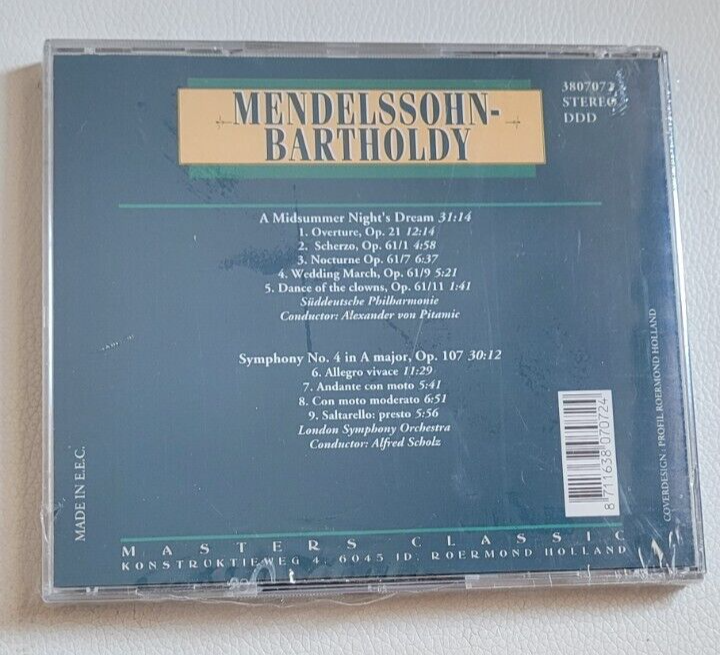 MENDELSSOHN-
BARTHOLDY
3807072
STEREO
DDD
A Midsummer Night's Dream 31:14
1. Overture, Op. 21 12:14
2. Scherzo, Op. 61/1 4:58
3. Nocturne Op. 61/7 6:37
4. Wedding March, Op. 61/9 5:21
5. Dance of the clowns, Op. 61/11 1:41
Süddeutsche Philharmonie
Conductor: Alexander von Pitamic
Symphony No. 4 in A major, Op. 107 30:12
6. Allegro vivace 11:29
7. Andante con moto 5:41
8. Con moto moderato 6:51
9. Saltarello: presto 5:56
London Symphony Orchestra
Conductor: Alfred Scholz
MADE IN E.E.C.
8 711638 070724
COVERDESIGN : PROFIL ROERMOND HOLLAND
MASTERS CLASSIC
KONSTRUKTIEWEG 4, 6045 JD, ROERMOND HOLLAND